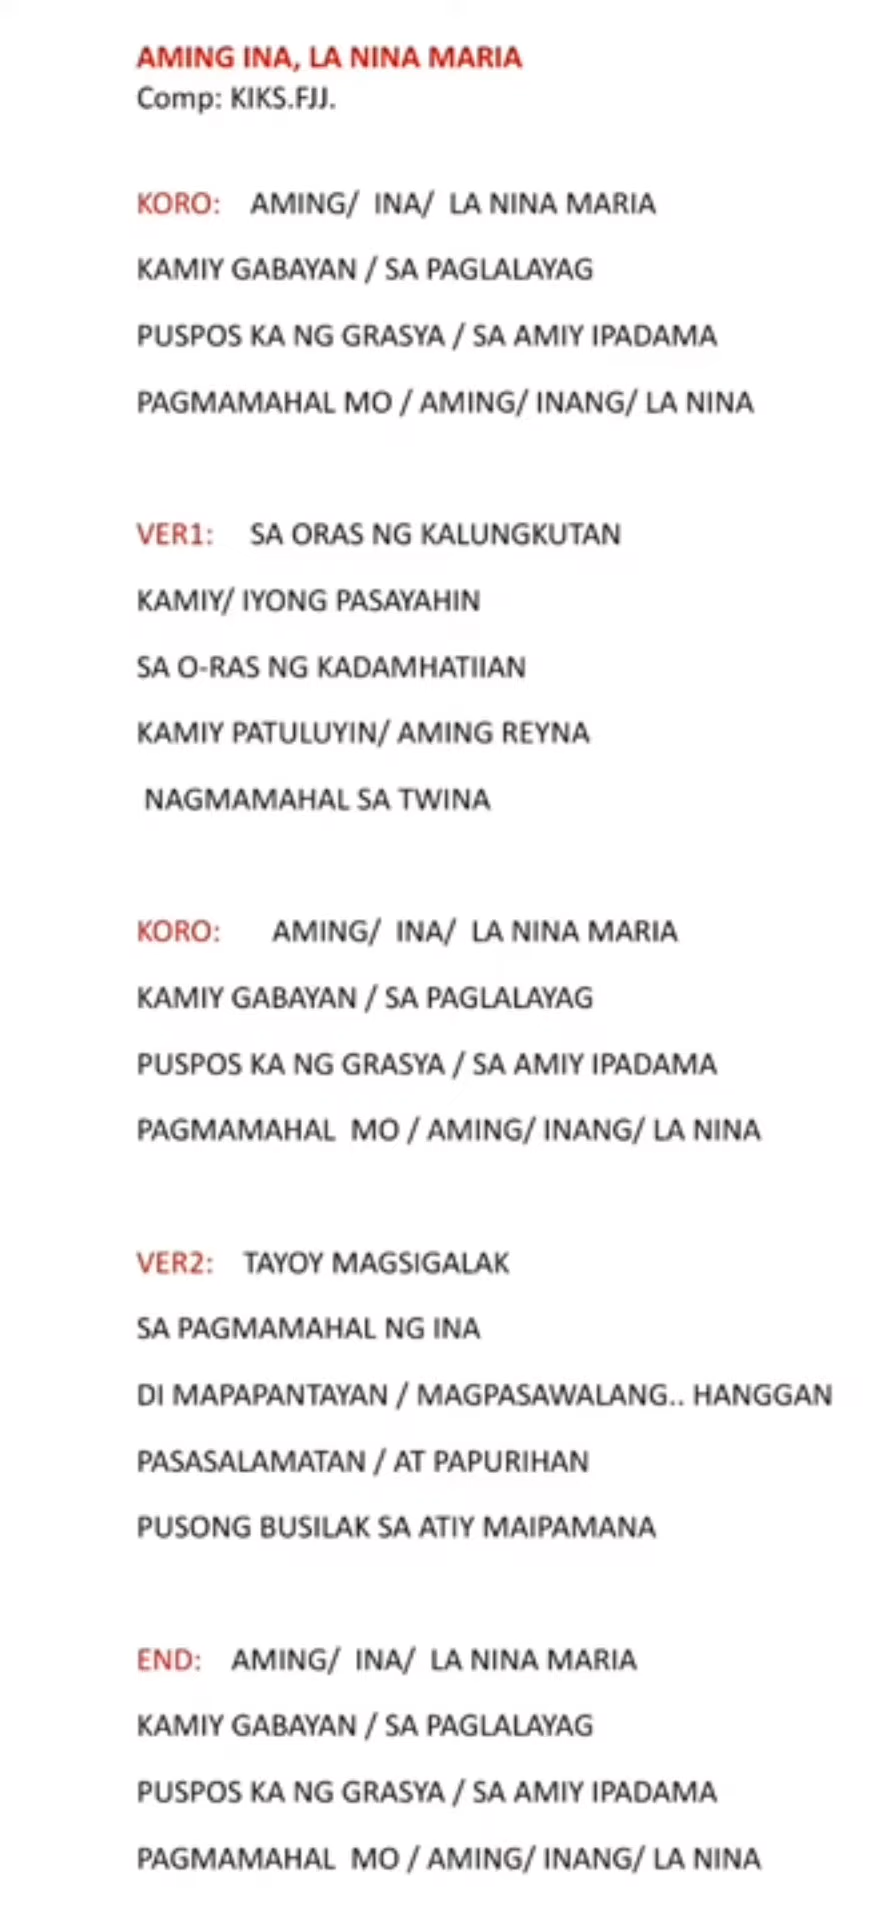 AMING INA, LA NINA MARIA
Comp: KIKS.FJJ.
KORO: AMING/ INA/ LA NINA MARIA
KAMIY GABAYAN / SA PAGLALAYAG
PUSPOS KA NG GRASYA / SA AMIY IPADAMA
PAGMAMAHAL MO / AMING/ INANG/ LA NINA
VER1: SA ORAS NG KALUNGKUTAN
KAMIY/ IYONG PASAYAHIN
SA O-RAS NG KADAMHATIIAN
KAMIY PATULUYIN/ AMING REYNA
NAGMAMAHAL SA TWINA
KORO: AMING/ INA/ LA NINA MARIA
KAMIY GABAYAN / SA PAGLALAYAG
PUSPOS KA NG GRASYA / SA AMIY IPADAMA
PAGMAMAHAL MO / AMING/ INANG/ LA NINA
VER2: TAYOY MAGSIGALAK
SA PAGMAMAHAL NG INA
DI MAPAPANTAYAN / MAGPASAWALANG.. HANGGAN
PASASALAMATAN / AT PAPURIHAN
PUSONG BUSILAK SA ATIY MAIPAMANA
END: AMING/ INA/ LA NINA MARIA
KAMIY GABAYAN / SA PAGLALAYAG
PUSPOS KA NG GRASYA / SA AMIY IPADAMA
PAGMAMAHAL MO / AMING/ INANG/ LA NINA